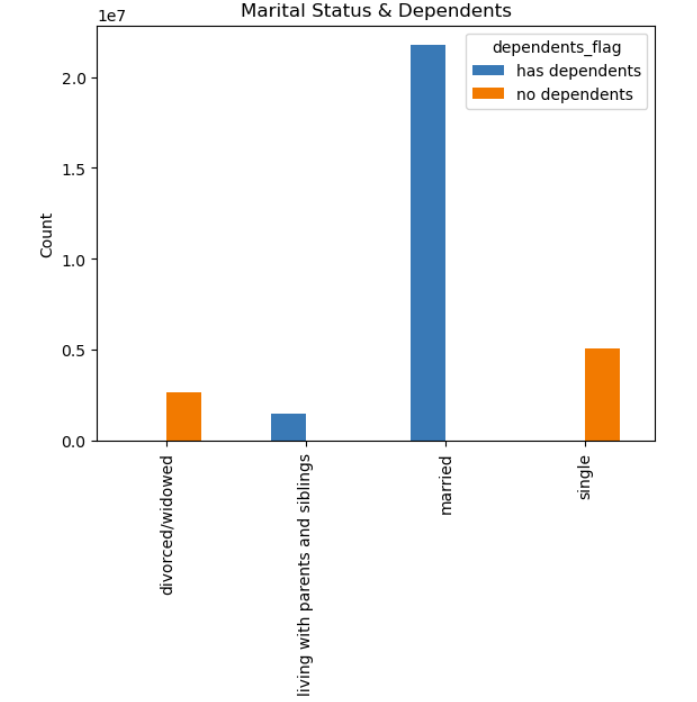 Marital Status & Dependents
1e7
dependents_flag
has dependents
no dependents
2.0
1.5
1.0
0.5
0.0
Count
divorced/widowed
living with parents and siblings
married
single